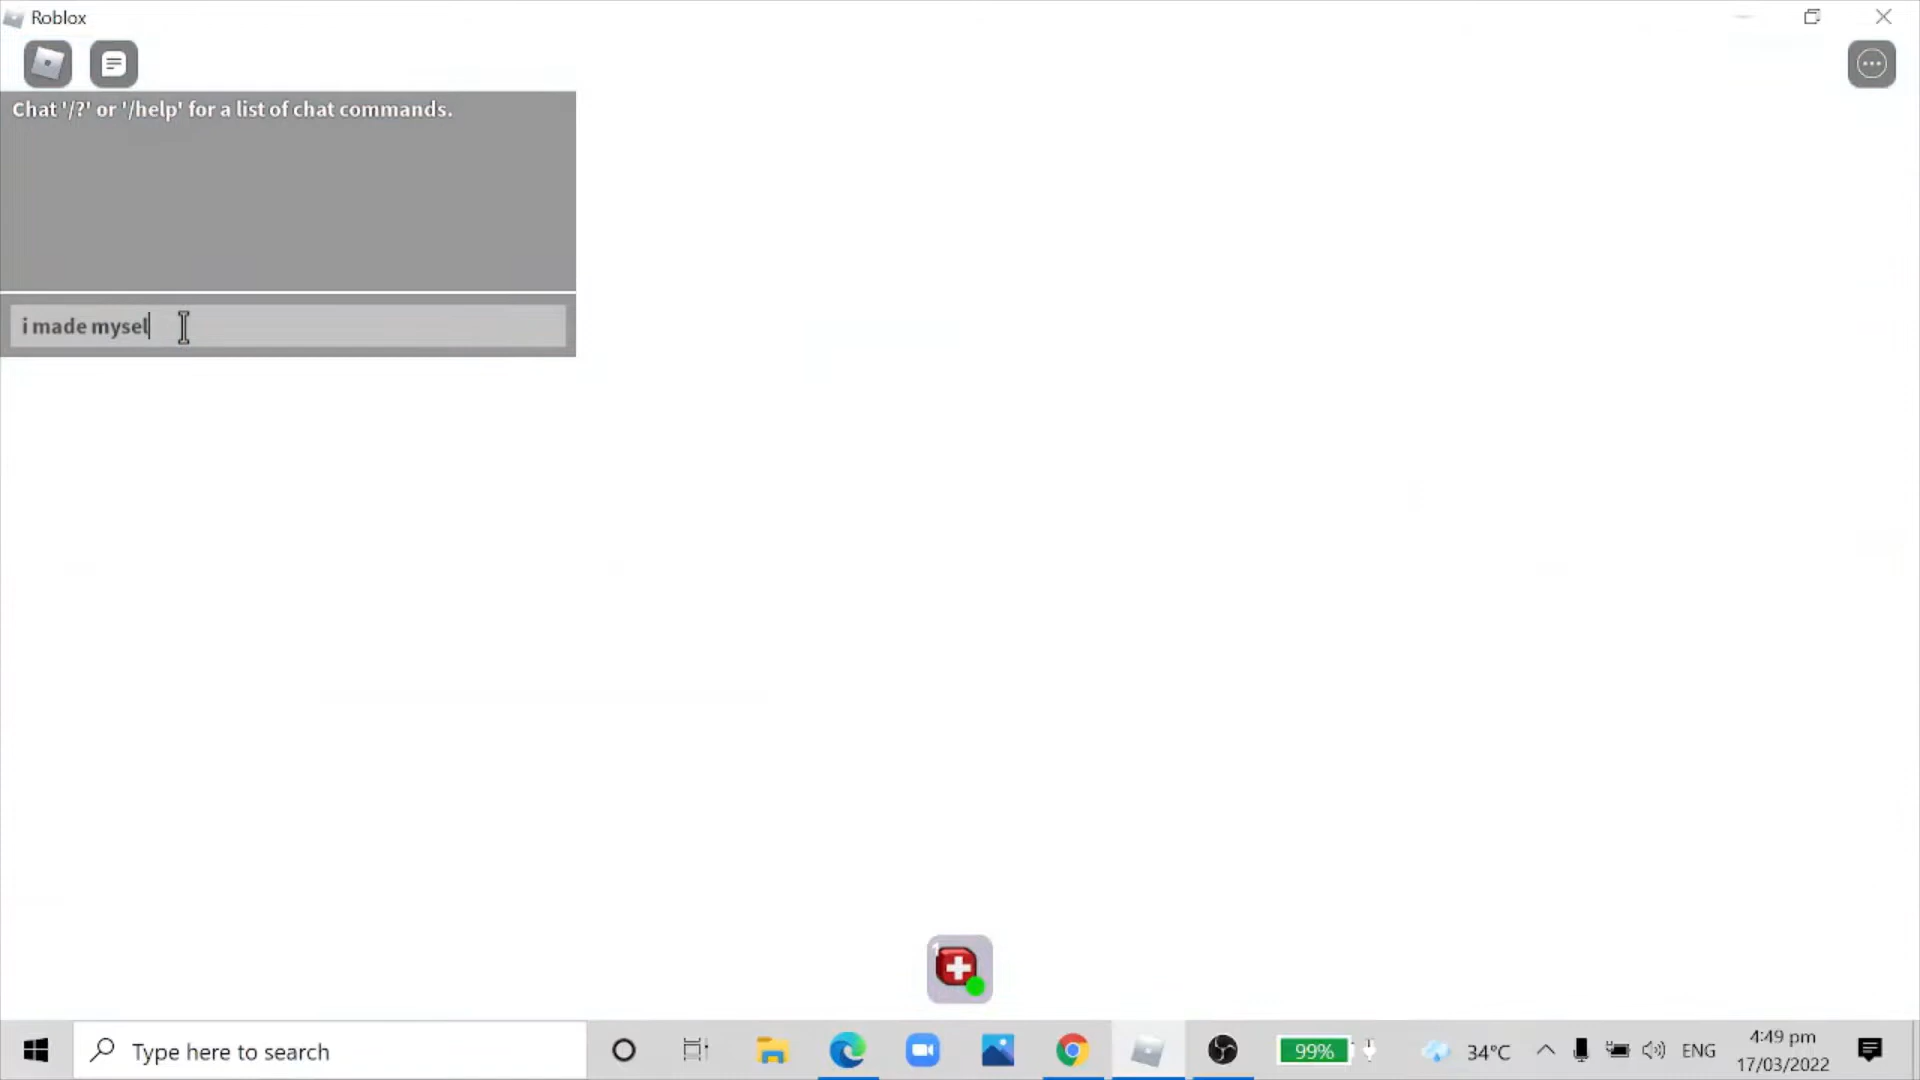 Roblox
Chat '/?' or '/help' for a list of chat commands.
i made mysel
1
Type here to search
99%
34°C
ENG
4:49 pm
17/03/2022